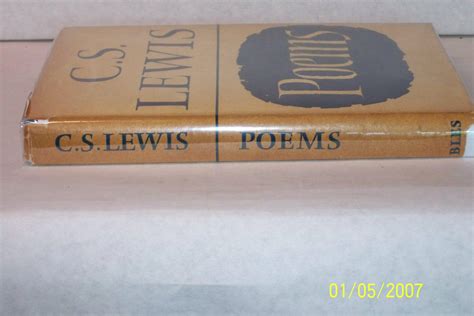 C.S.
LEWIS
Poems
C.S. LEWIS POEMS BLES
01/05/2007